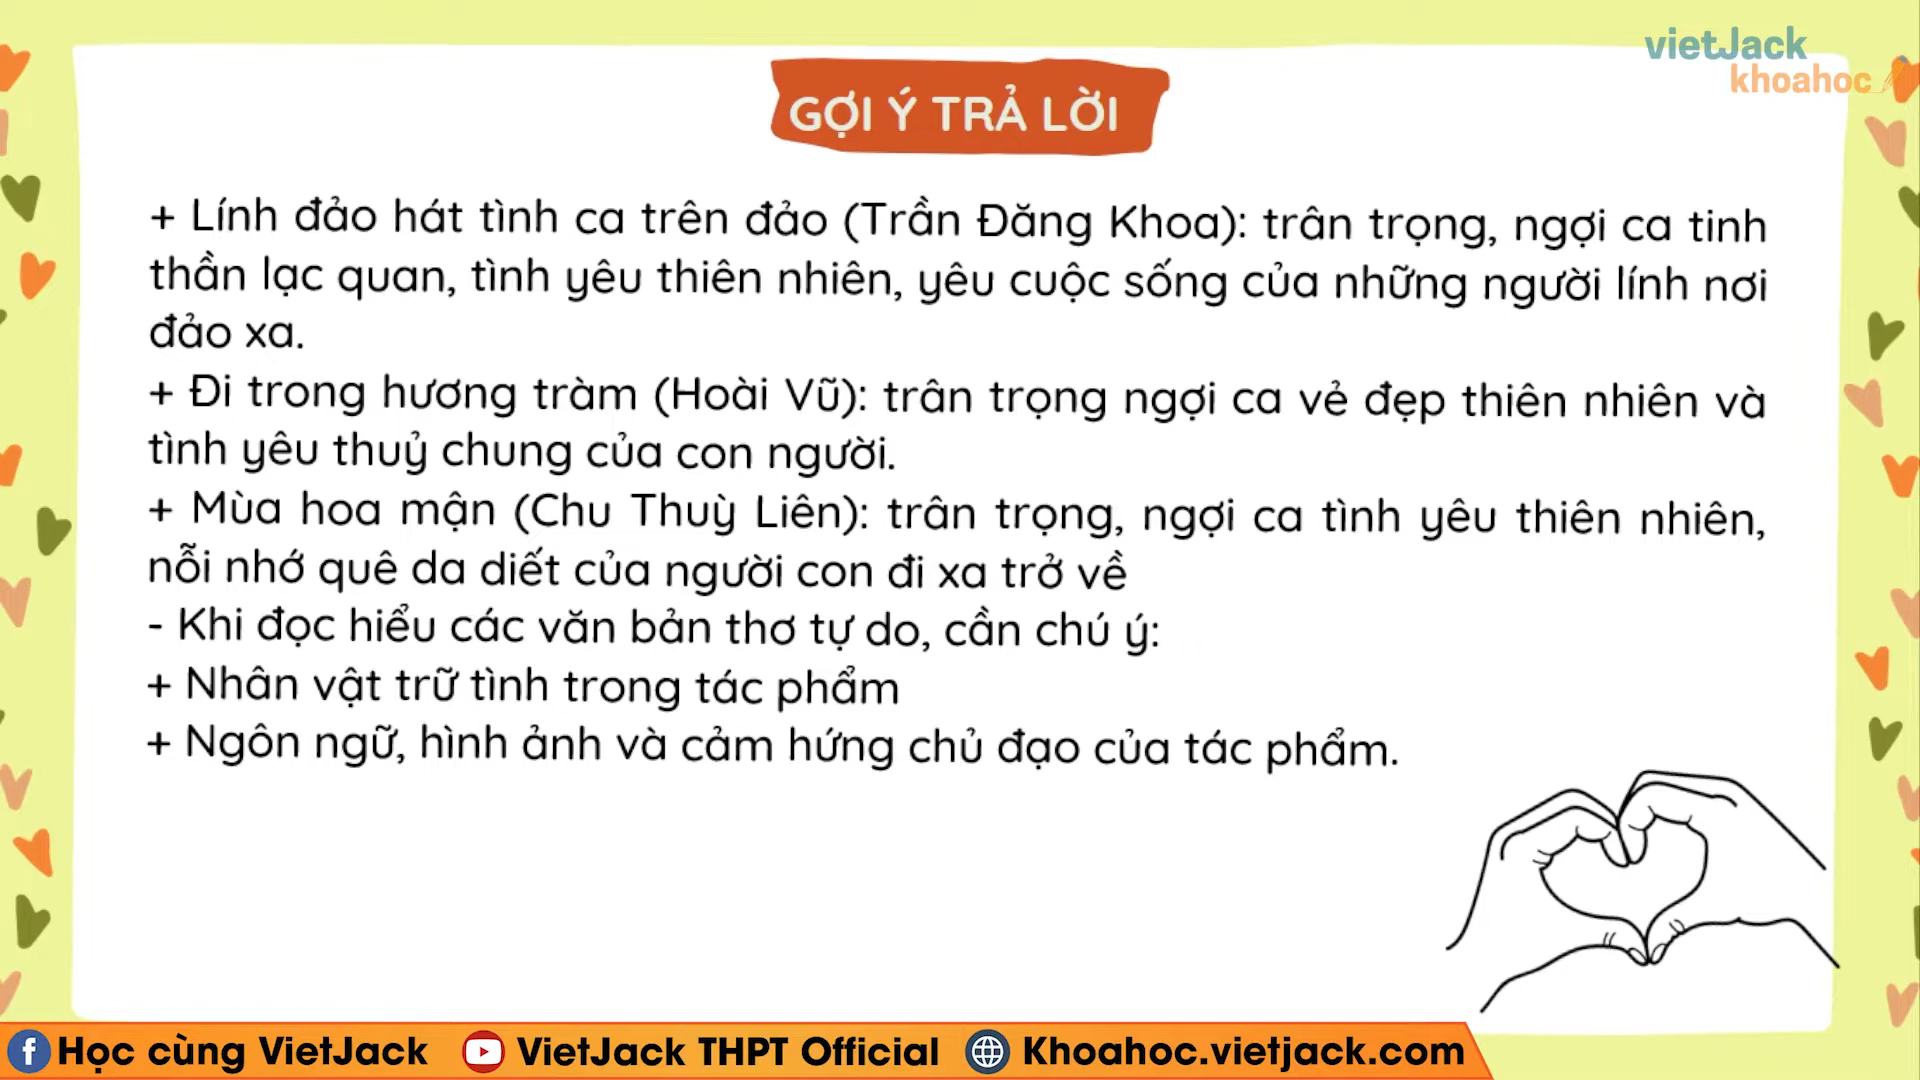 vietJack
khoahoc
GỢI Ý TRẢ LỜI
+ Lính đảo hát tình ca trên đảo (Trần Đăng Khoa): trân trọng, ngợi ca tinh
thần lạc quan, tình yêu thiên nhiên, yêu cuộc sống của những người lính nơi
đảo xa.
+ Đi trong hương tràm (Hoài Vũ): trân trọng ngợi ca vẻ đẹp thiên nhiên và
tình yêu thuỷ chung của con người.
+ Mùa hoa mận (Chu Thuỳ Liên): trân trọng, ngợi ca tình yêu thiên nhiên,
nỗi nhớ quê da diết của người con đi xa trở về
- Khi đọc hiểu các văn bản thơ tự do, cần chú ý:
+ Nhân vật trữ tình trong tác phẩm
+ Ngôn ngữ, hình ảnh và cảm hứng chủ đạo của tác phẩm.
Học cùng VietJack VietJack THPT Official Khoahoc.vietjack.com